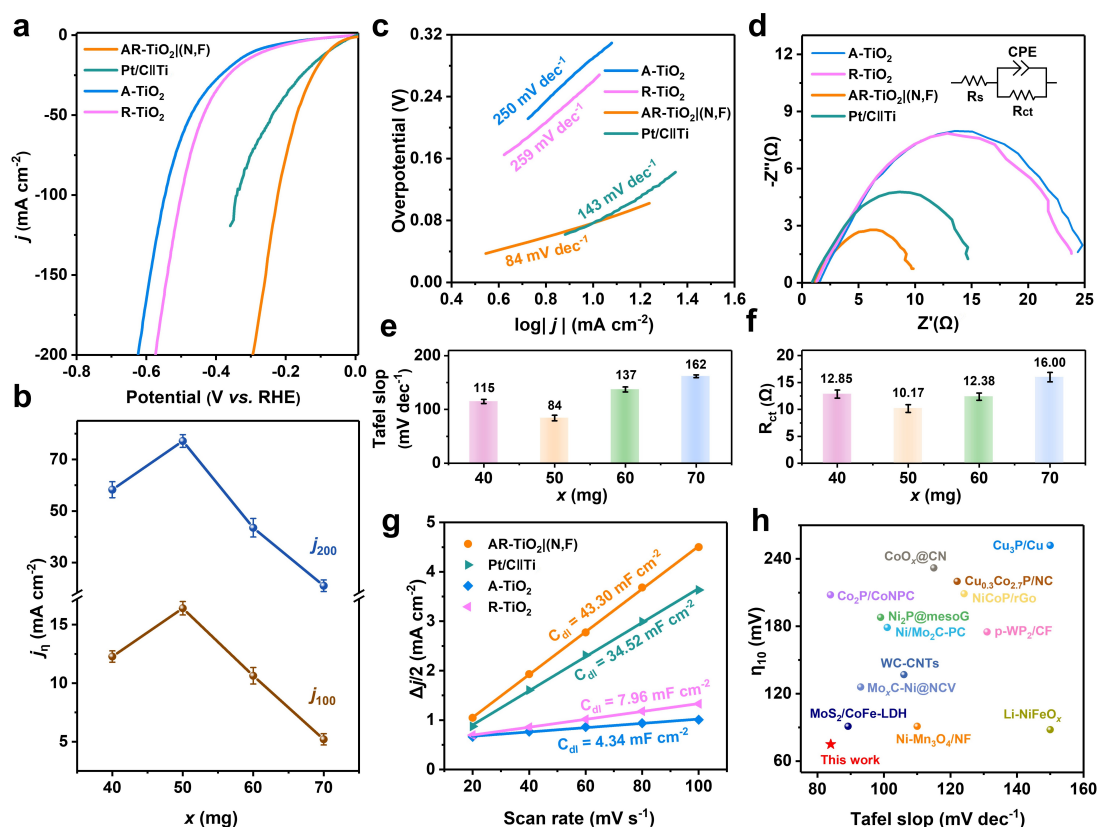 a
AR-TiO₂|(N,F)
Pt/C‖Ti
A-TiO₂
R-TiO₂
j (mA cm⁻²)
0
-50
-100
-150
-200
-0.8 -0.6 -0.4 -0.2 0.0
Potential (V vs. RHE)
c
250 mV dec⁻¹
259 mV dec⁻¹
143 mV dec⁻¹
84 mV dec⁻¹
A-TiO₂
R-TiO₂
AR-TiO₂|(N,F)
Pt/C‖Ti
Overpotential (V)
0.32
0.24
0.16
0.08
0.00
0.4 0.6 0.8 1.0 1.2 1.4 1.6
log| j | (mA cm⁻²)
d
A-TiO₂
R-TiO₂
AR-TiO₂|(N,F)
Pt/C‖Ti
CPE
Rs
Rct
-Z''(Ω)
12
9
6
3
0
0 5 10 15 20 25
Z'(Ω)
e
Tafel slop
(mV dec⁻¹)
200
100
0
115
84
137
162
40 50 60 70
x (mg)
f
Rct (Ω)
20
15
10
5
0
12.85
10.17
12.38
16.00
40 50 60 70
x (mg)
b
jη (mA cm⁻²)
70
50
30
15
10
5
j₂₀₀
j₁₀₀
40 50 60 70
x (mg)
g
AR-TiO₂|(N,F)
Pt/C‖Ti
A-TiO₂
R-TiO₂
Cdl = 43.30 mF cm⁻²
Cdl = 34.52 mF cm⁻²
Cdl = 7.96 mF cm⁻²
Cdl = 4.34 mF cm⁻²
Δj/2 (mA cm⁻²)
5
4
3
2
1
0
20 40 60 80 100
Scan rate (mV s⁻¹)
h
Cu₃P/Cu
CoOₓ@CN
Cu₀.₃Co₂.₇P/NC
Co₂P/CoNPC
NiCoP/rGo
Ni₂P@mesoG
Ni/Mo₂C-PC
p-WP₂/CF
WC-CNTs
MoₓC-Ni@NCV
MoS₂/CoFe-LDH
Li-NiFeOₓ
Ni-Mn₃O₄/NF
This work
η₁₀ (mV)
240
180
120
60
80 100 120 140 160
Tafel slop (mV dec⁻¹)